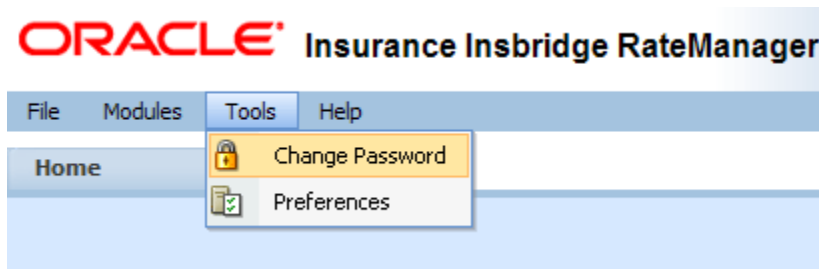 ORACLE Insurance Insbridge RateManager
File Modules Tools Help
Home
Change Password
Preferences